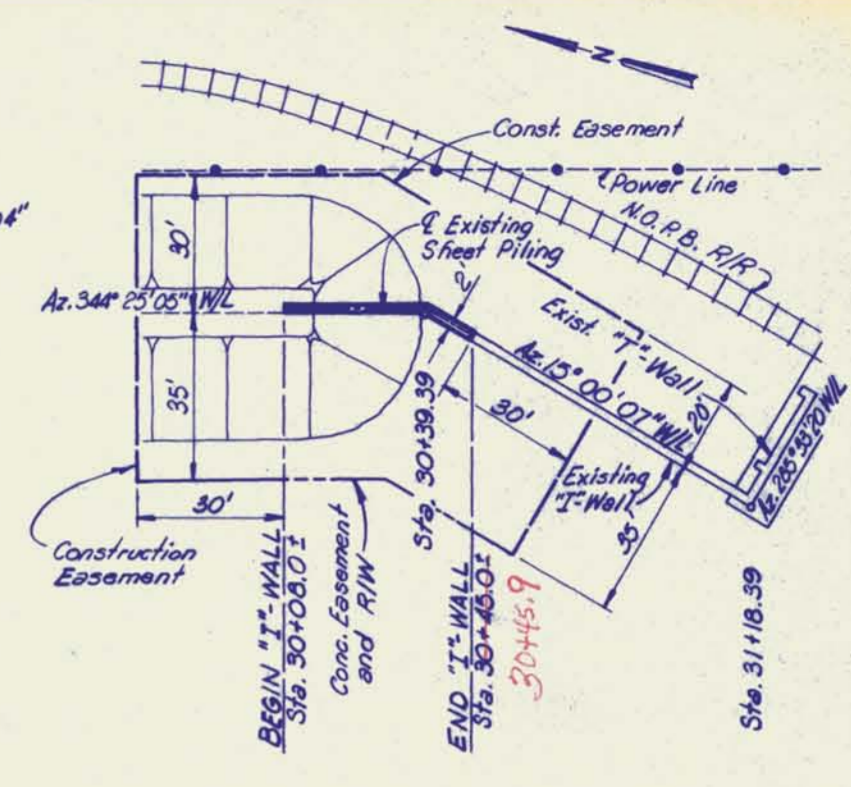 N
Const. Easement
℄ Power Line
N.O.P.B. R/R
04"
30'
℄ Existing
Sheet Piling
2'
Az. 344° 25'05" W/L
Exist. "T"-Wall
Az. 15° 00' 07" W/L
20'
35'
Sta. 30+39.39
30'
Existing
"I"-Wall
35'
Az. 285° 33' 20 W/L
30'
Construction
Easement
BEGIN "I"-WALL
Sta. 30+08.0±
Conc. Easement
and R/W
END "I"-WALL
Sta. 30+45.0±
30+45.9
Sta. 31+18.39